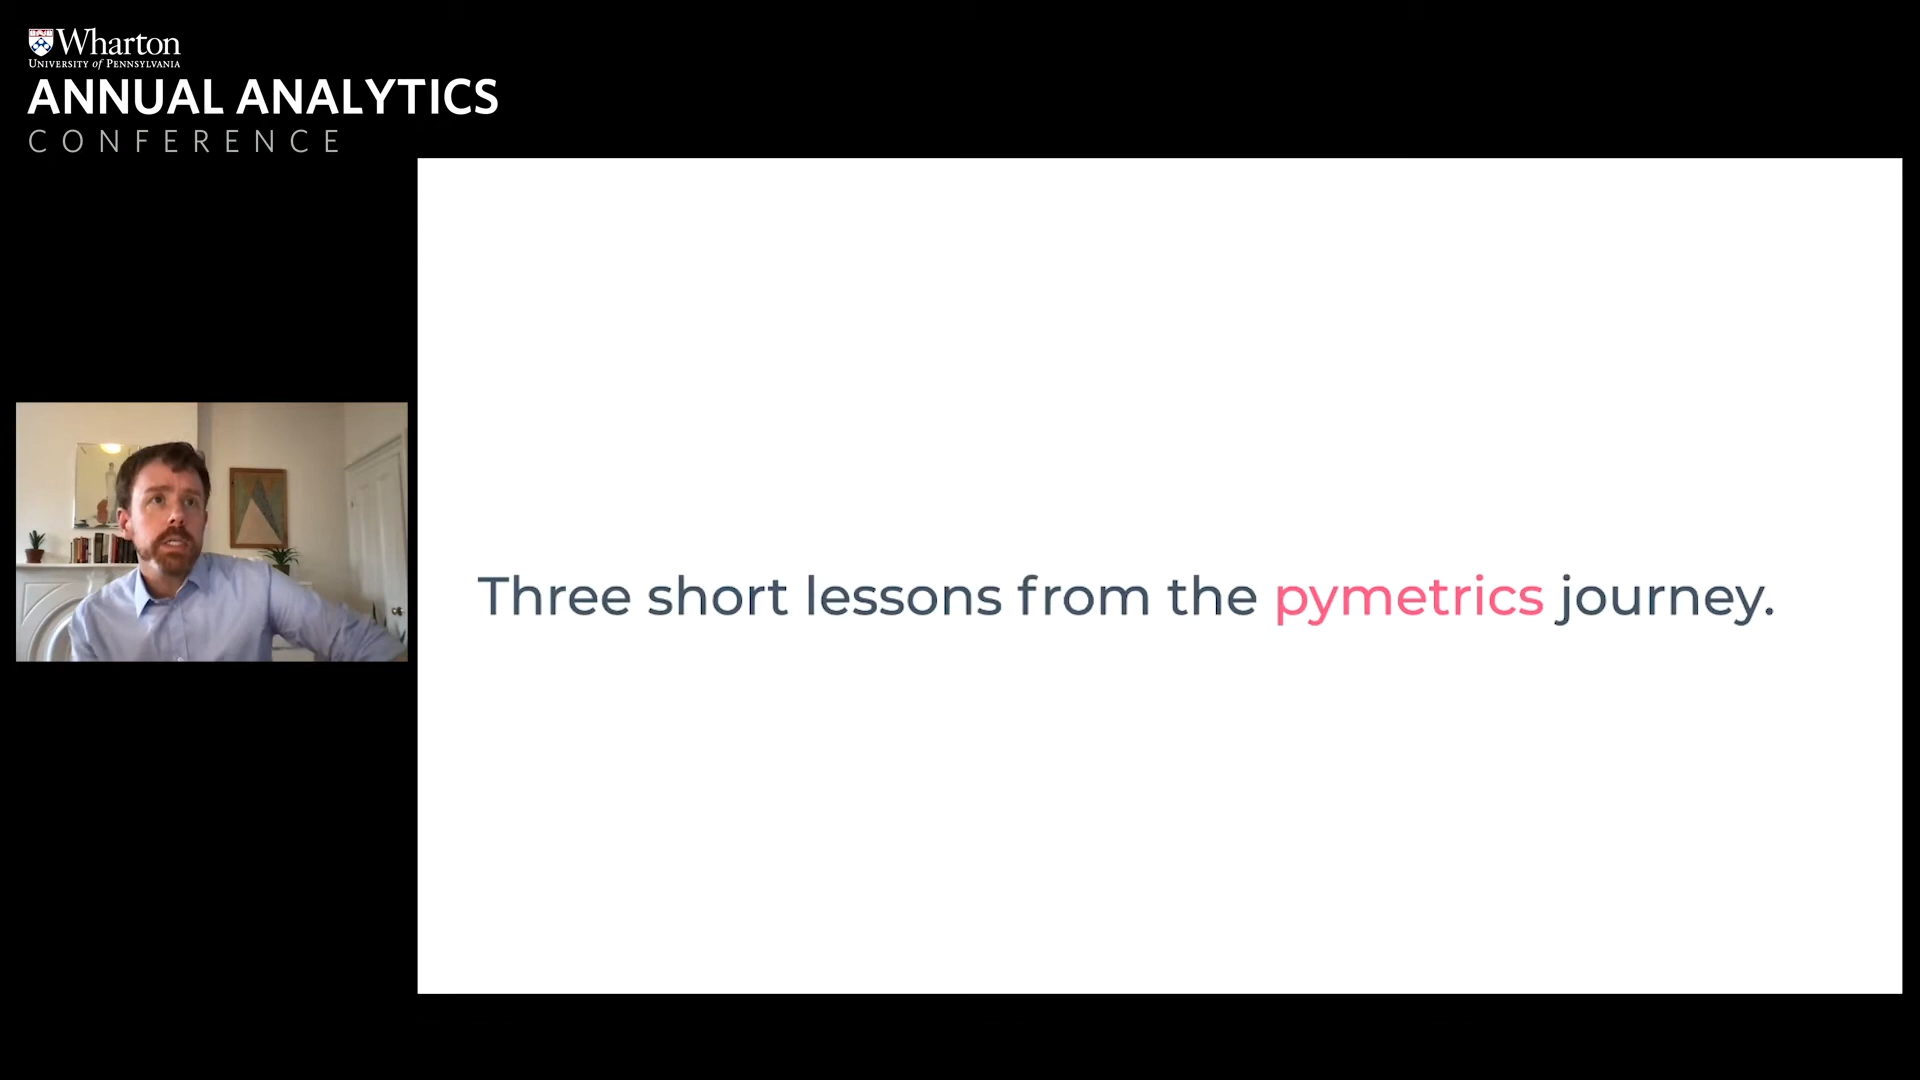 Wharton
UNIVERSITY of PENNSYLVANIA
ANNUAL ANALYTICS
CONFERENCE
Three short lessons from the pymetrics journey.